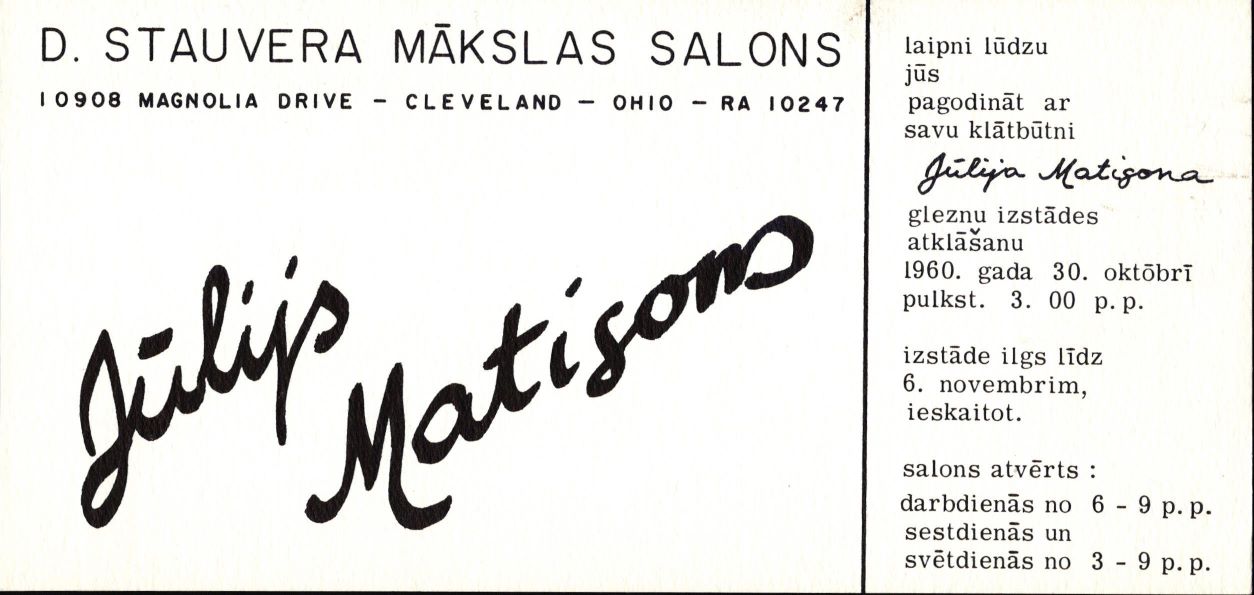 D. STAUVERA MĀKSLAS SALONS
10908 MAGNOLIA DRIVE – CLEVELAND – OHIO – RA 10247
Jūlijs
Matisons
laipni lūdzu
jūs
pagodināt ar
savu klātbūtni
Jūlija Matisona
gleznu izstādes
atklāšanu
1960. gada 30. oktōbrī
pulkst. 3. 00 p. p.
izstāde ilgs līdz
6. novembrim,
ieskaitot.
salons atvērts :
darbdienās no 6 - 9 p. p.
sestdienās un
svētdienās no 3 - 9 p. p.